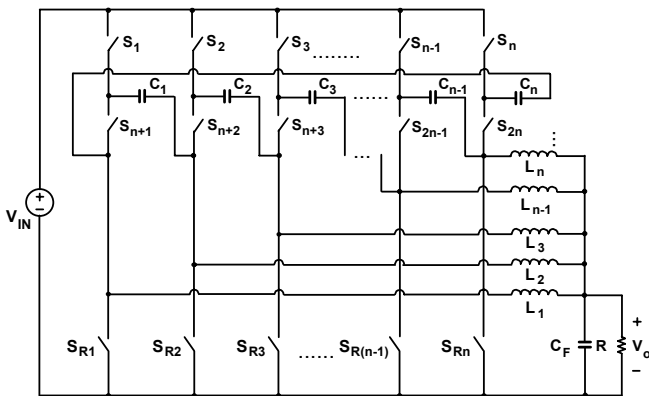 S1 S2 S3 ........ Sn-1 Sn
C1 C2 C3 ...... Cn-1 Cn
Sn+1 Sn+2 Sn+3 S2n-1 S2n
... Ln
Ln-1
VIN + −
L3
L2
L1
SR1 SR2 SR3 ...... SR(n-1) SRn CF R + Vo −